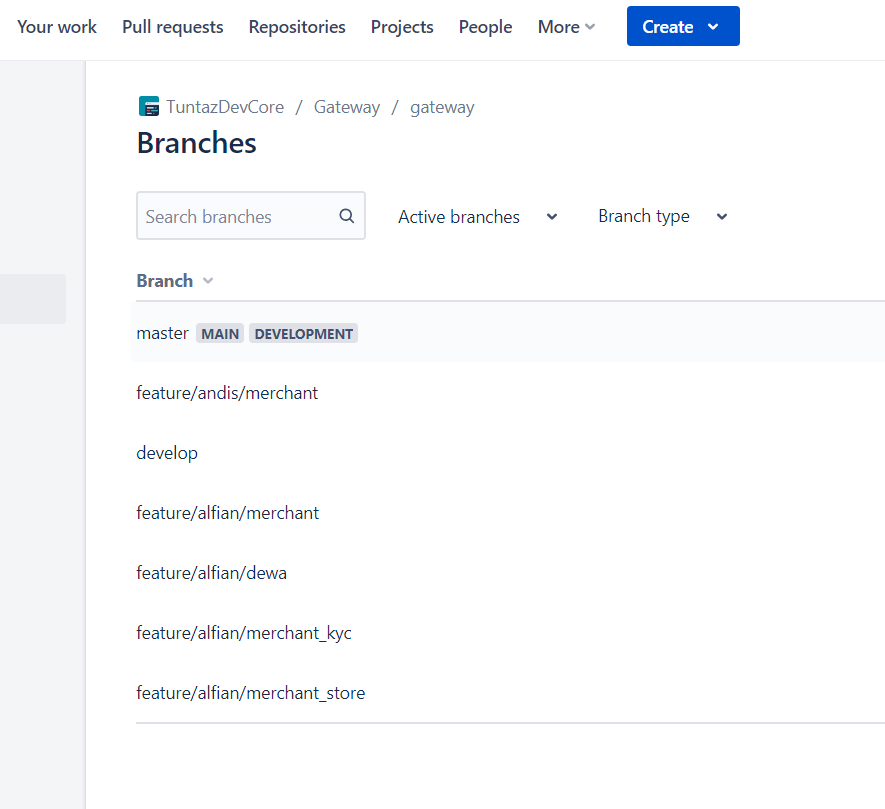 Your work Pull requests Repositories Projects People More Create
TuntazDevCore / Gateway / gateway
Branches
Search branches Active branches Branch type
Branch
master MAIN DEVELOPMENT
feature/andis/merchant
develop
feature/alfian/merchant
feature/alfian/dewa
feature/alfian/merchant_kyc
feature/alfian/merchant_store